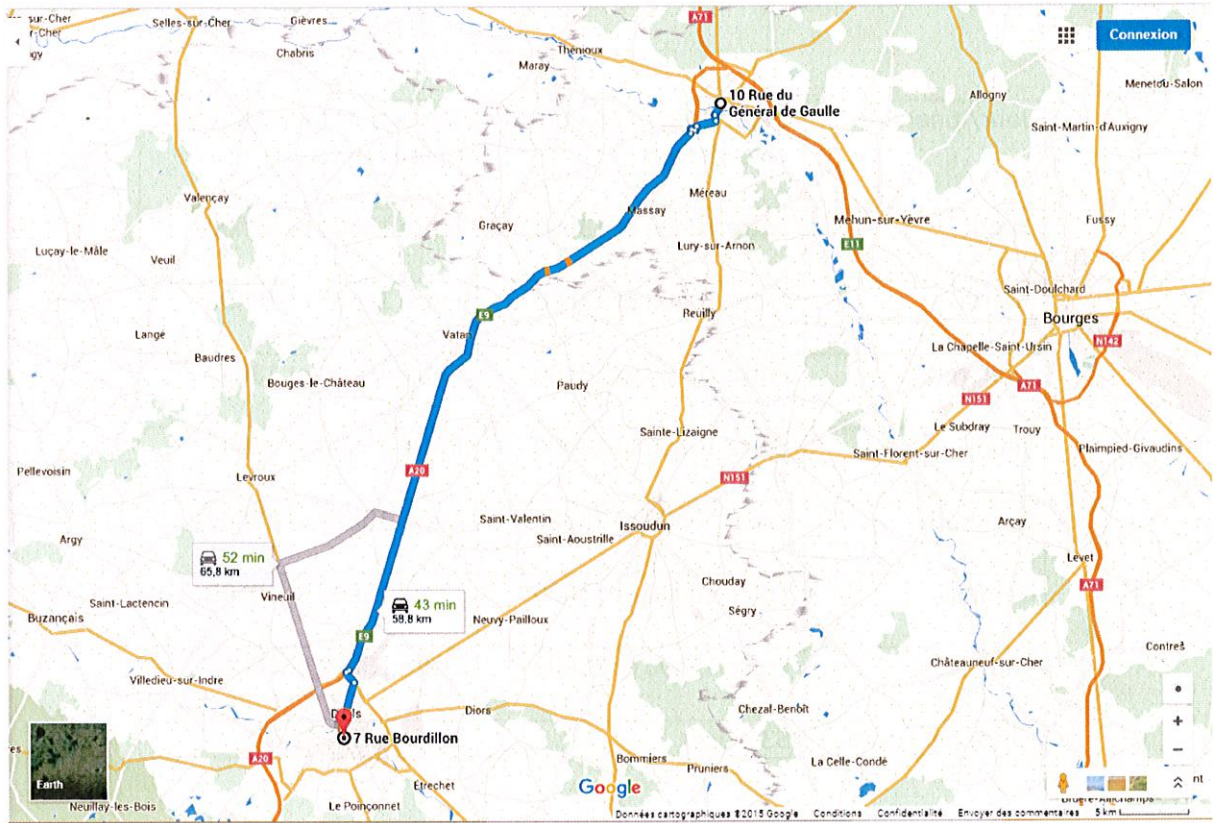 sur-Cher
Selles-sur-Cher
Gièvres
Chabris
Thénioux
Maray
A71
Connexion
Menetou-Salon
Allogny
Saint-Martin-d'Auxigny
10 Rue du
Général de Gaulle
Valençay
Massay
Méreau
Mehun-sur-Yèvre
Fussy
Graçay
Luçay-le-Mâle
Veuil
Lury-sur-Arnon
E11
Saint-Doulchard
Bourges
Reuilly
E9
Vatan
Langé
Baudres
Bouges-le-Château
Paudy
La Chapelle-Saint-Ursin
N142
A71
N151
Sainte-Lizaigne
Le Subdray
Trouy
Plaimpied-Givaudins
Saint-Florent-sur-Cher
Pellevoisin
Levroux
A20
N151
Saint-Valentin
Issoudun
Saint-Aoustrille
Arçay
Argy
52 min
65,8 km
Levet
Chouday
A71
Vineuil
43 min
58,8 km
Saint-Lactencin
Ségry
Buzançais
Neuvy-Pailloux
E9
Contres
Châteauneuf-sur-Cher
Villedieu-sur-Indre
Diors
Chezal-Benoît
7 Rue Bourdillon
A20
Earth
Bommiers
Pruniers
La Celle-Condé
Étrechet
Google
Neuillay-les-Bois
Le Poinçonnet
Données cartographiques ©2015 Google Conditions Confidentialité Envoyer des commentaires 5 km